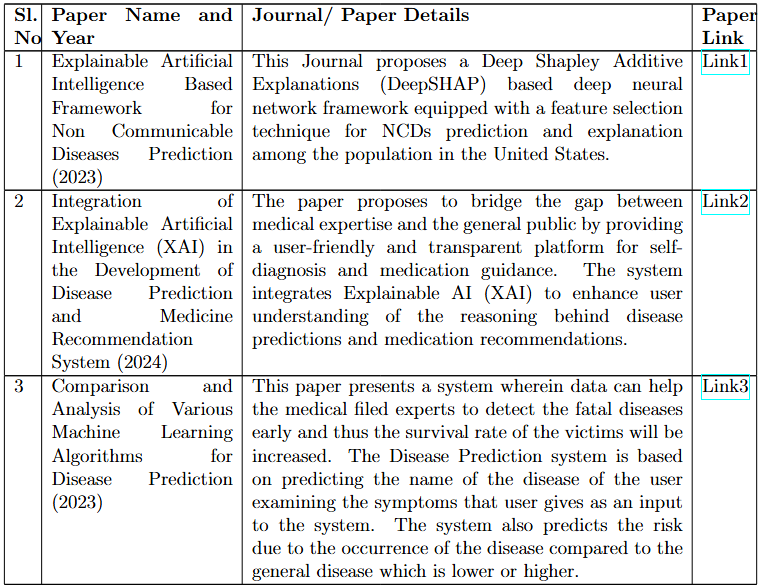 Sl. No Paper Name and Year Journal/ Paper Details Paper Link
1 Explainable Artificial Intelligence Based Framework for Non Communicable Diseases Prediction (2023)
This Journal proposes a Deep Shapley Additive
Explanations (DeepSHAP) based deep neural
network framework equipped with a feature selection
technique for NCDs prediction and explanation
among the population in the United States.
Link1
2 Integration of Explainable Artificial Intelligence (XAI) in the Development of Disease Prediction and Medicine Recommendation System (2024)
The paper proposes to bridge the gap between
medical expertise and the general public by providing
a user-friendly and transparent platform for self-
diagnosis and medication guidance. The system
integrates Explainable AI (XAI) to enhance user
understanding of the reasoning behind disease
predictions and medication recommendations.
Link2
3 Comparison and Analysis of Various Machine Learning Algorithms for Disease Prediction (2023)
This paper presents a system wherein data can help
the medical filed experts to detect the fatal diseases
early and thus the survival rate of the victims will be
increased. The Disease Prediction system is based
on predicting the name of the disease of the user
examining the symptoms that user gives as an input
to the system. The system also predicts the risk
due to the occurrence of the disease compared to the
general disease which is lower or higher.
Link3